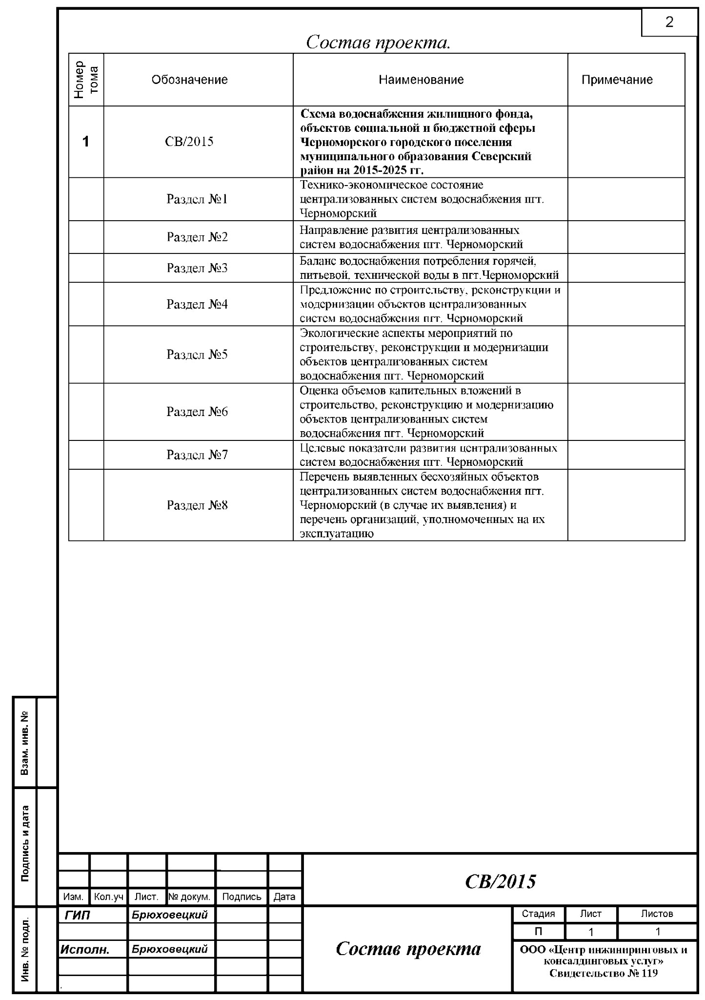 2
Состав проекта.
Номер
тома
Обозначение
Наименование
Примечание
1
СВ/2015
Схема водоснабжения жилищного фонда,
объектов социальной и бюджетной сферы
Черноморского городского поселения
муниципального образования Северский
район на 2015-2025 гг.
Раздел №1
Технико-экономическое состояние
централизованных систем водоснабжения пгт.
Черноморский
Раздел №2
Направление развития централизованных
систем водоснабжения пгт. Черноморский
Раздел №3
Баланс водоснабжения потребления горячей,
питьевой, технической воды в пгт.Черноморский
Раздел №4
Предложение по строительству, реконструкции и
модернизации объектов централизованных
систем водоснабжения пгт. Черноморский
Раздел №5
Экологические аспекты мероприятий по
строительству, реконструкции и модернизации
объектов централизованных систем
водоснабжения пгт. Черноморский
Раздел №6
Оценка объемов капительных вложений в
строительство, реконструкцию и модернизацию
объектов централизованных систем
водоснабжения пгт. Черноморский
Раздел №7
Целевые показатели развития централизованных
систем водоснабжения пгт. Черноморский
Раздел №8
Перечень выявленных бесхозяйных объектов
централизованных систем водоснабжения пгт.
Черноморский (в случае их выявления) и
перечень организаций, уполномоченных на их
эксплуатацию
Взам. инв. №
Подпись и дата
Инв. № подл.
СВ/2015
Изм. Кол.уч Лист. № докум. Подпись Дата
ГИП Брюховецкий
Исполн. Брюховецкий
Состав проекта
Стадия Лист Листов
П 1 1
ООО «Центр инжиниринговых и
консалдинговых услуг»
Свидетельство № 119